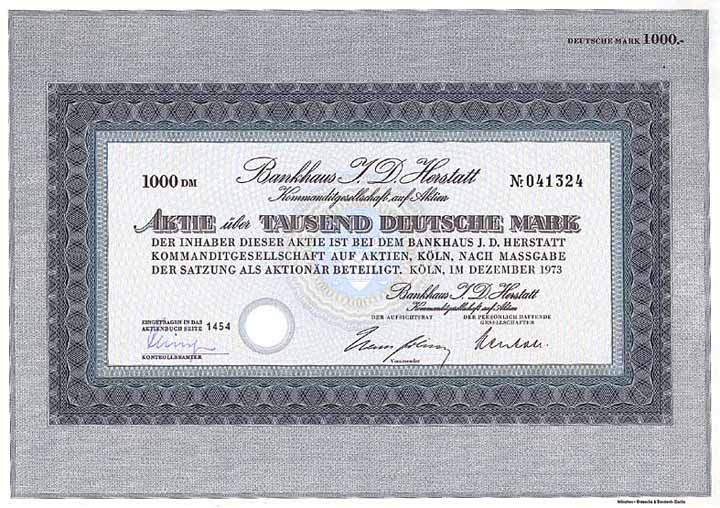 DEUTSCHE MARK 1000.-
Bankhaus I. D. Herstatt
1000 DM
Nr. 041324
Kommanditgesellschaft auf Aktien
AKTIE über TAUSEND DEUTSCHE MARK
DER INHABER DIESER AKTIE IST BEI DEM BANKHAUS J. D. HERSTATT
KOMMANDITGESELLSCHAFT AUF AKTIEN, KÖLN, NACH MASSGABE
DER SATZUNG ALS AKTIONÄR BETEILIGT. KÖLN, IM DEZEMBER 1973
Bankhaus I. D. Herstatt
Kommanditgesellschaft auf Aktien
EINGETRAGEN IN DAS
AKTIENBUCH SEITE 1454
KONTROLLBEAMTER
DER AUFSICHTSRAT
Vorsitzender
DER PERSÖNLICH HAFTENDE
GESELLSCHAFTER